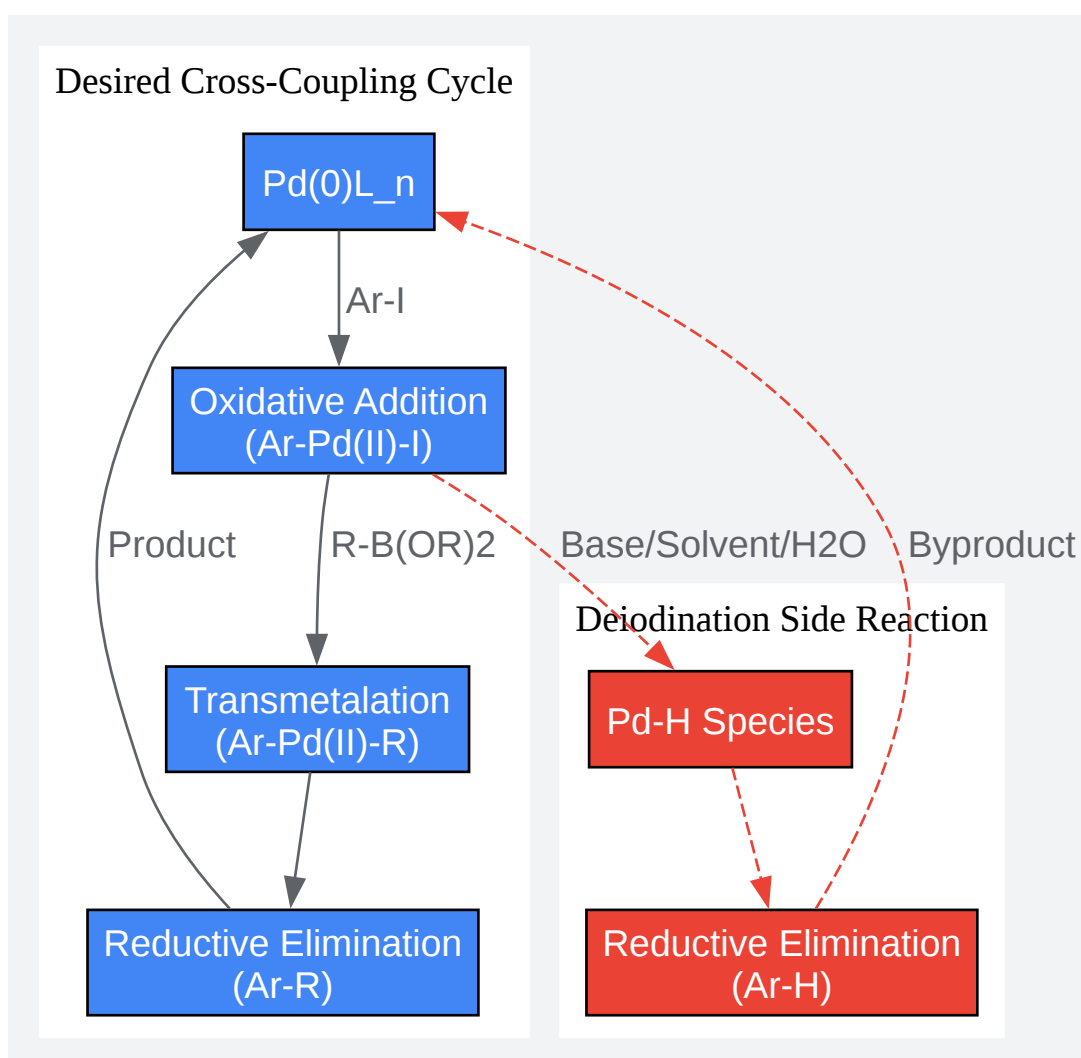 Desired Cross-Coupling Cycle
Pd(0)L_n
Ar-I
Oxidative Addition
(Ar-Pd(II)-I)
Product
R-B(OR)2
Base/Solvent/H2O
Byproduct
Deiodination Side Reaction
Transmetalation
(Ar-Pd(II)-R)
Pd-H Species
Reductive Elimination
(Ar-R)
Reductive Elimination
(Ar-H)